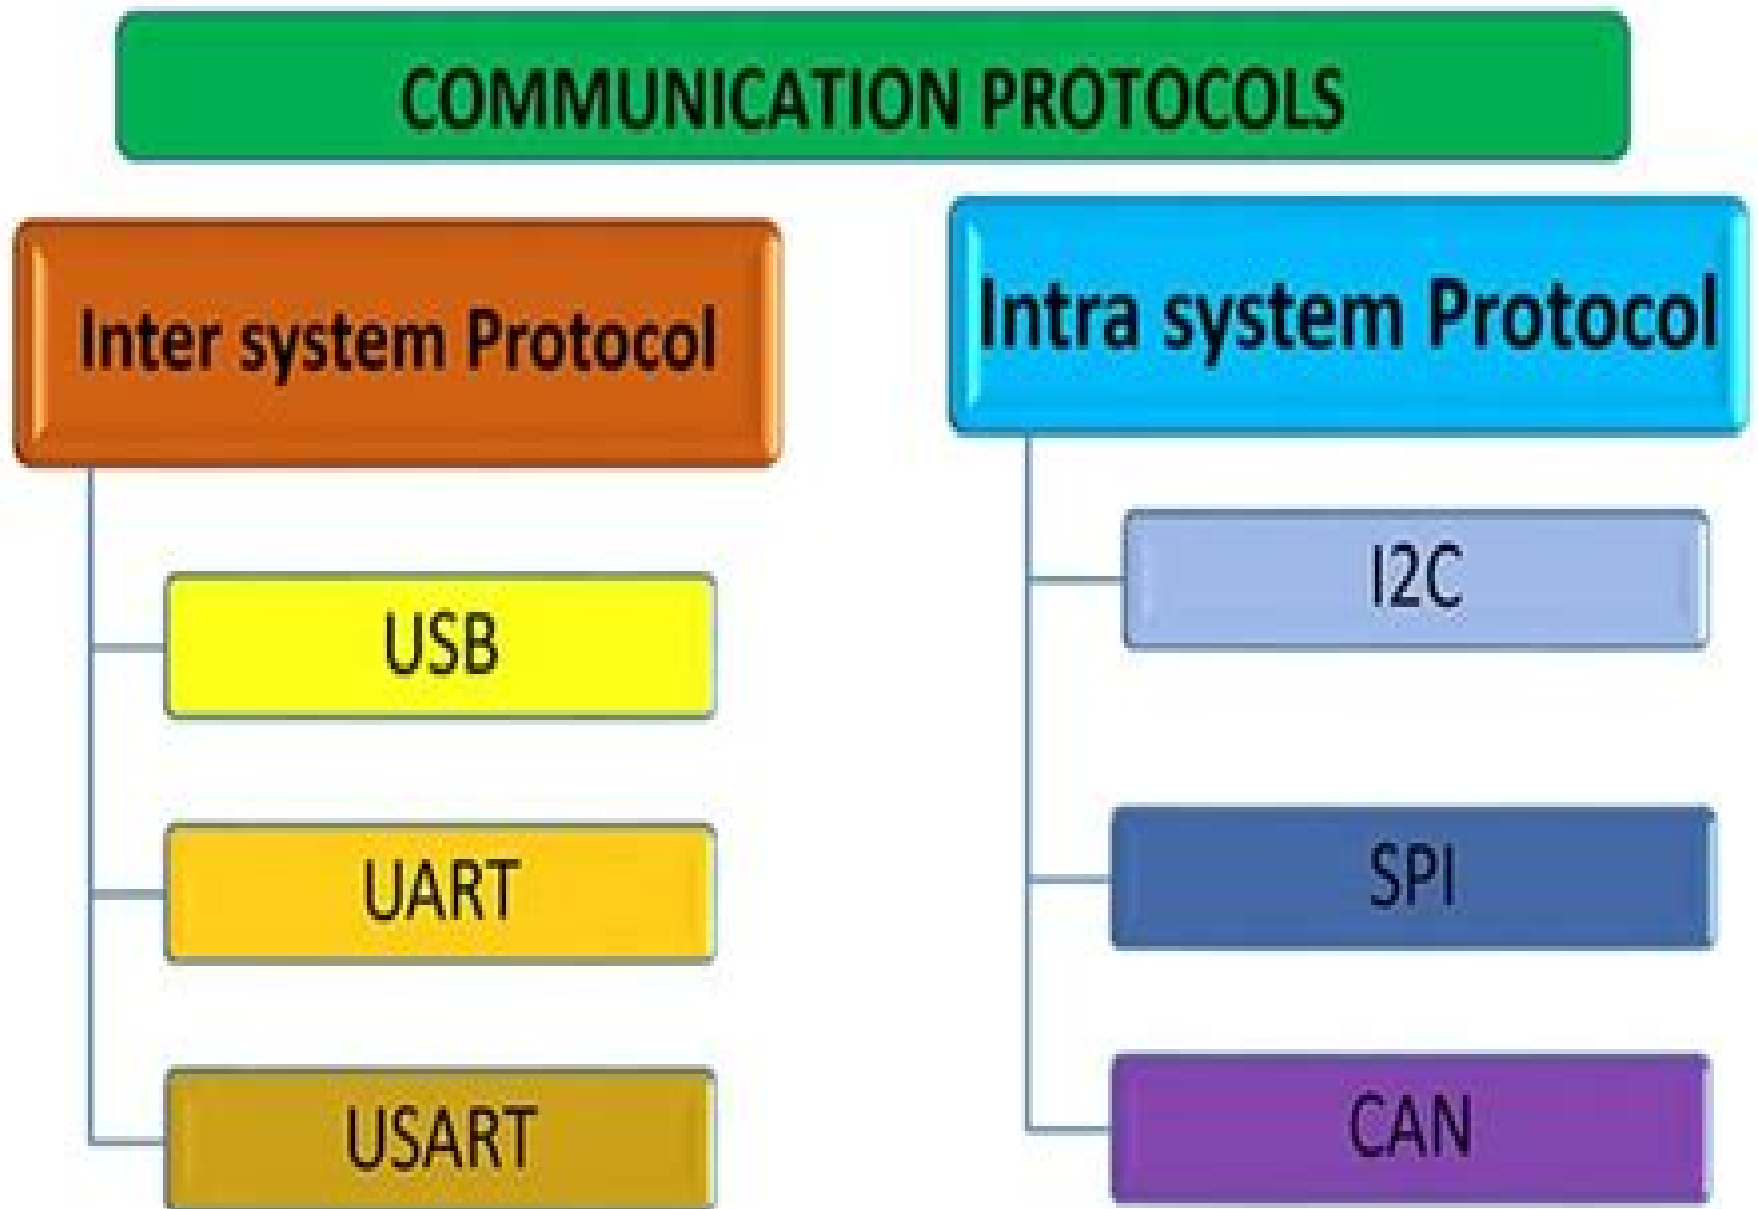 COMMUNICATION PROTOCOLS
Inter system Protocol
USB
UART
USART
Intra system Protocol
I2C
SPI
CAN